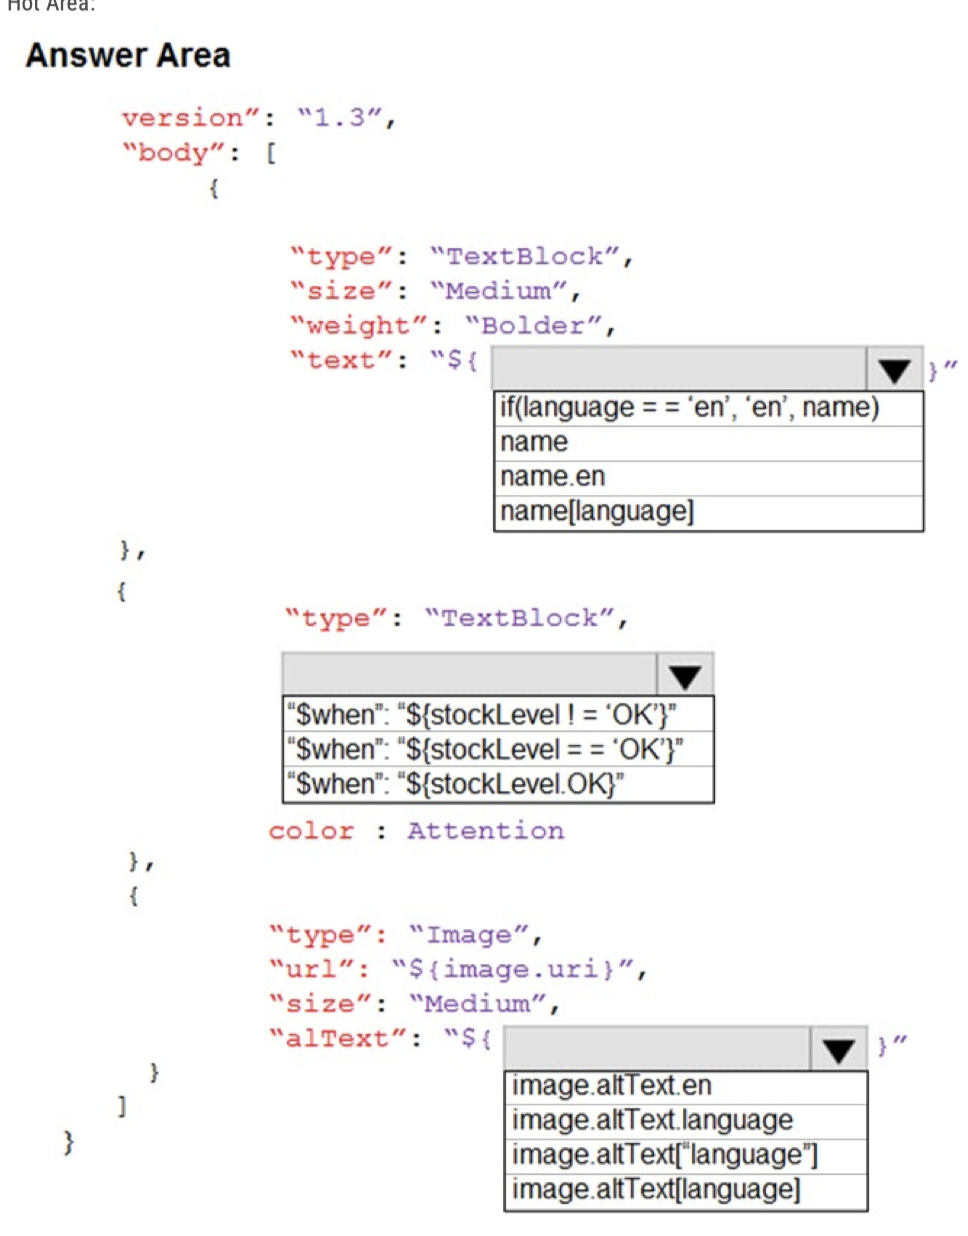 Hot Area:
Answer Area
version”: “1.3”,
“body”: [
{
“type”: “TextBlock”,
“size”: “Medium”,
“weight”: “Bolder”,
“text”: “${ }”
if(language = = ‘en’, ‘en’, name)
name
name.en
name[language]
},
{
“type”: “TextBlock”,
“$when”: “${stockLevel ! = ‘OK’}”
“$when”: “${stockLevel = = ‘OK’}”
“$when”: “${stockLevel.OK}”
color : Attention
},
{
“type”: “Image”,
“url”: “${image.uri}”,
“size”: “Medium”,
“alText”: “${ }”
image.altText.en
image.altText.language
image.altText[“language”]
image.altText[language]
}
]
}